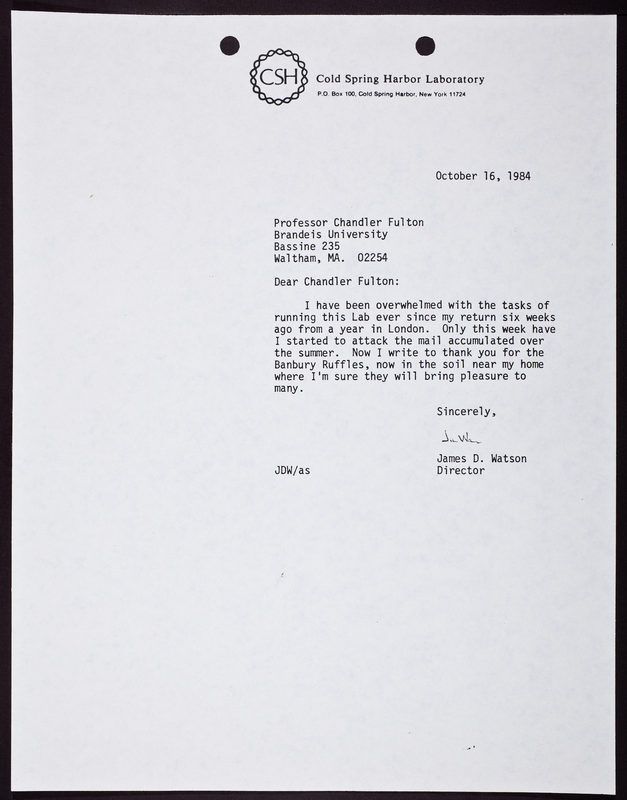 CSH
Cold Spring Harbor Laboratory
P.O. Box 100, Cold Spring Harbor, New York 11724
October 16, 1984
Professor Chandler Fulton
Brandeis University
Bassine 235
Waltham, MA.  02254
Dear Chandler Fulton:
I have been overwhelmed with the tasks of
running this Lab ever since my return six weeks
ago from a year in London.  Only this week have
I started to attack the mail accumulated over
the summer.  Now I write to thank you for the
Banbury Ruffles, now in the soil near my home
where I'm sure they will bring pleasure to
many.
Sincerely,
James D. Watson
JDW/as
Director